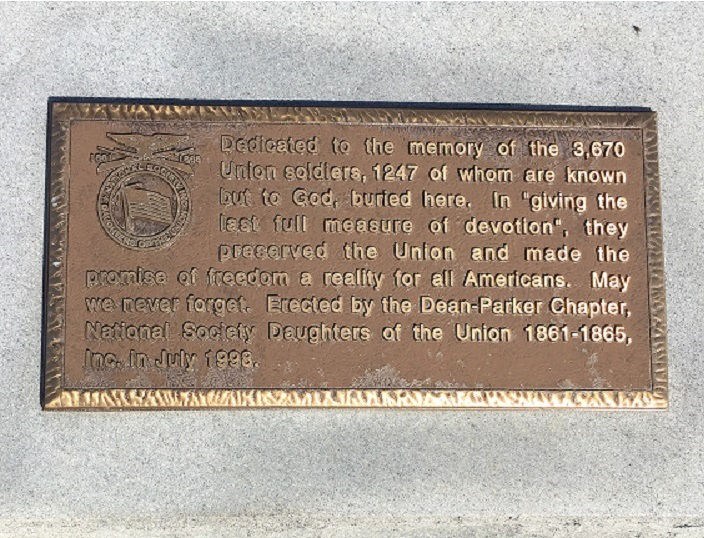 1861 1865
Dedicated to the memory of the 3,670
Union soldiers, 1247 of whom are known
but to God, buried here. In "giving the
last full measure of devotion", they
preserved the Union and made the
promise of freedom a reality for all Americans. May
we never forget. Erected by the Dean-Parker Chapter,
National Society Daughters of the Union 1861-1865,
Inc. in July 1998.